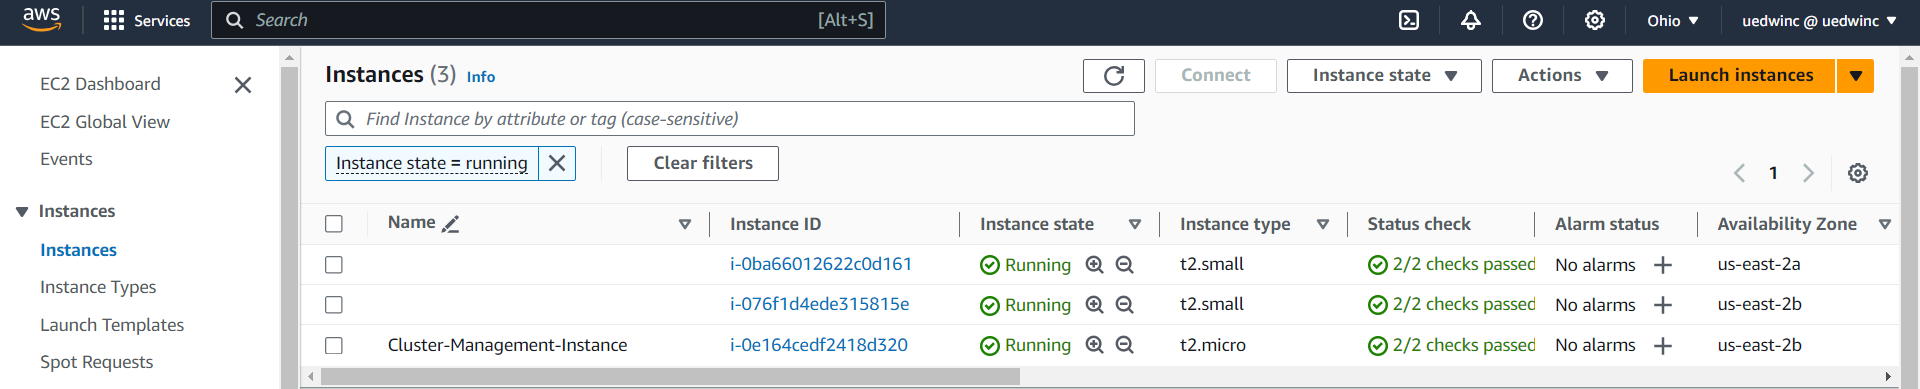 aws
Services
Search [Alt+S]
Ohio
uedwinc @ uedwinc
EC2 Dashboard
EC2 Global View
Events
Instances
Instances
Instance Types
Launch Templates
Spot Requests
Instances (3) Info
Connect
Instance state
Actions
Launch instances
Find Instance by attribute or tag (case-sensitive)
Instance state = running
Clear filters
1
Name Instance ID Instance state Instance type Status check Alarm status Availability Zone
i-0ba66012622c0d161 Running t2.small 2/2 checks passed No alarms us-east-2a
i-076f1d4ede315815e Running t2.small 2/2 checks passed No alarms us-east-2b
Cluster-Management-Instance i-0e164cedf2418d320 Running t2.micro 2/2 checks passed No alarms us-east-2b